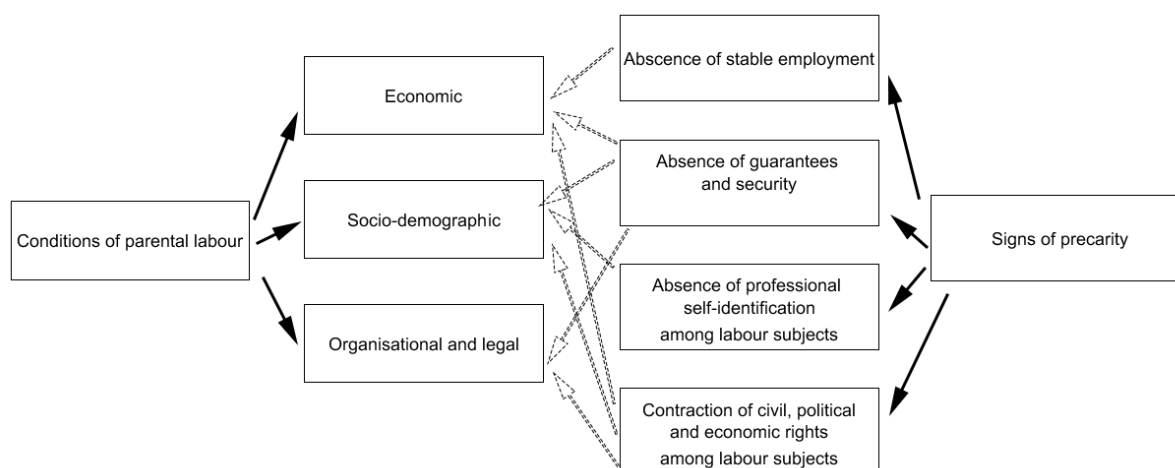 Conditions of parental labour
Economic
Socio-demographic
Organisational and legal
Abscence of stable employment
Absence of guarantees
and security
Absence of professional
self-identification
among labour subjects
Contraction of civil, political
and economic rights
among labour subjects
Signs of precarity